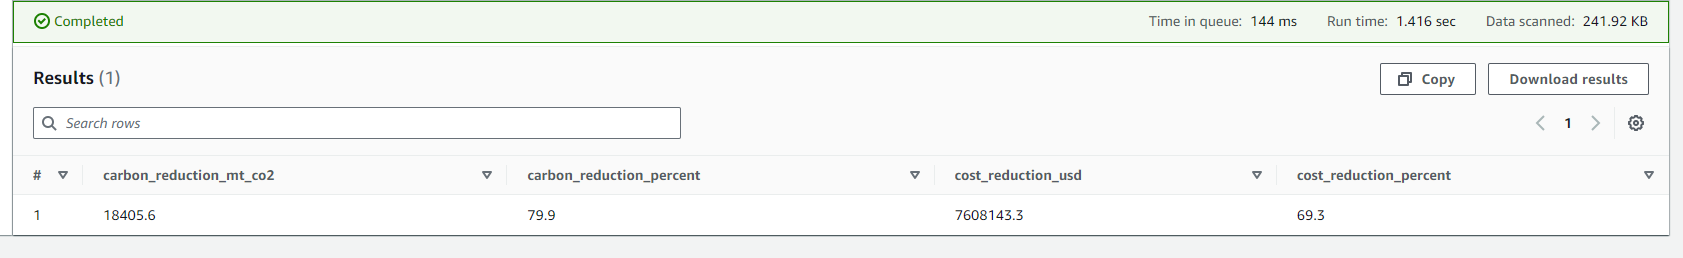 Completed Time in queue: 144 ms Run time: 1.416 sec Data scanned: 241.92 KB
Results (1) Copy Download results
Search rows 1
# carbon_reduction_mt_co2 carbon_reduction_percent cost_reduction_usd cost_reduction_percent
1 18405.6 79.9 7608143.3 69.3